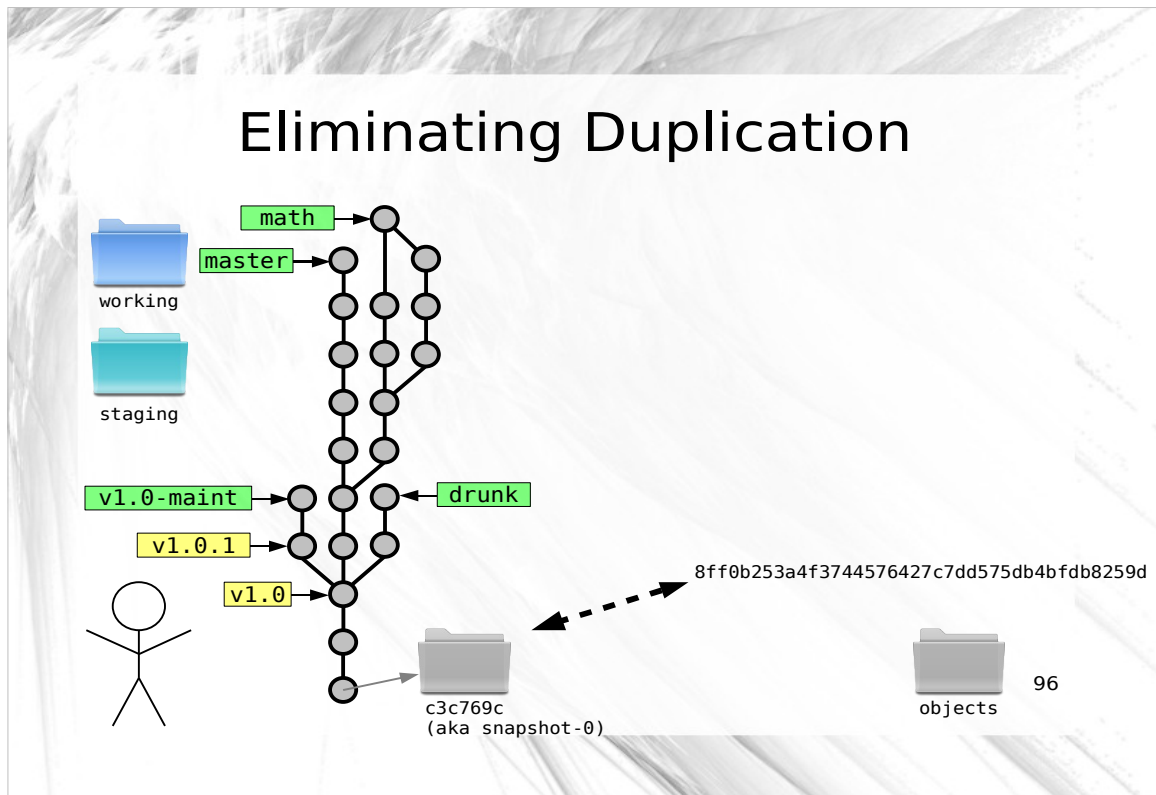 Eliminating Duplication
math
master
working
staging
v1.0-maint
drunk
v1.0.1
8ff0b253a4f3744576427c7dd575db4bfdb8259d
v1.0
96
c3c769c
(aka snapshot-0)
objects